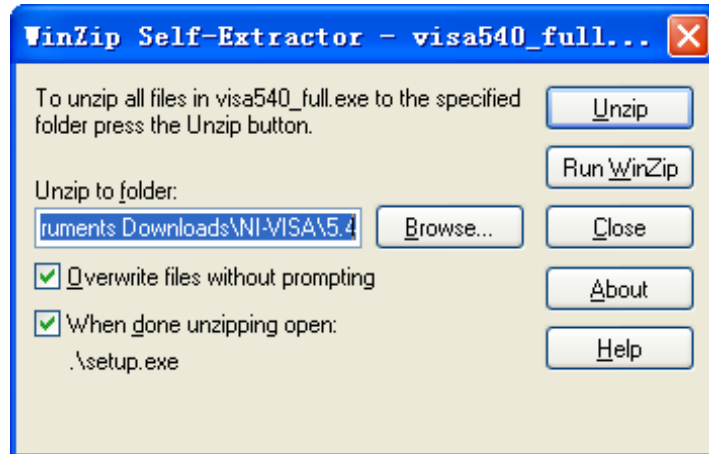 WinZip Self-Extractor - visa540_full...
To unzip all files in visa540_full.exe to the specified
folder press the Unzip button.
Unzip
Run WinZip
Unzip to folder:
ruments Downloads\NI-VISA\5.4
Browse...
Close
Overwrite files without prompting
About
When done unzipping open:
.\setup.exe
Help